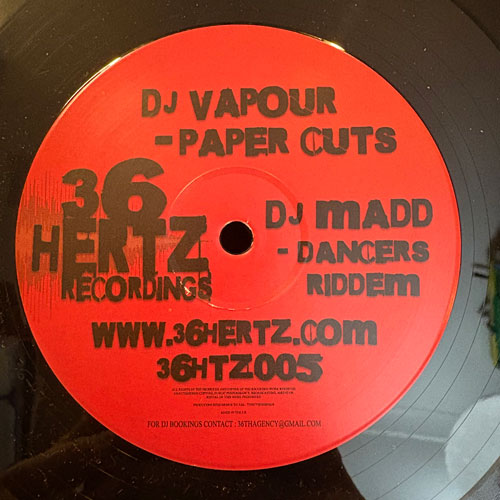 DJ VAPOUR
- PAPER CUTS
36
HERTZ
RECORDINGS
DJ MADD
- DANCERS
RIDDEM
WWW.36HERTZ.COM
36HTZ005
FOR DJ BOOKINGS CONTACT : 36THAGENCY@GMAIL.COM